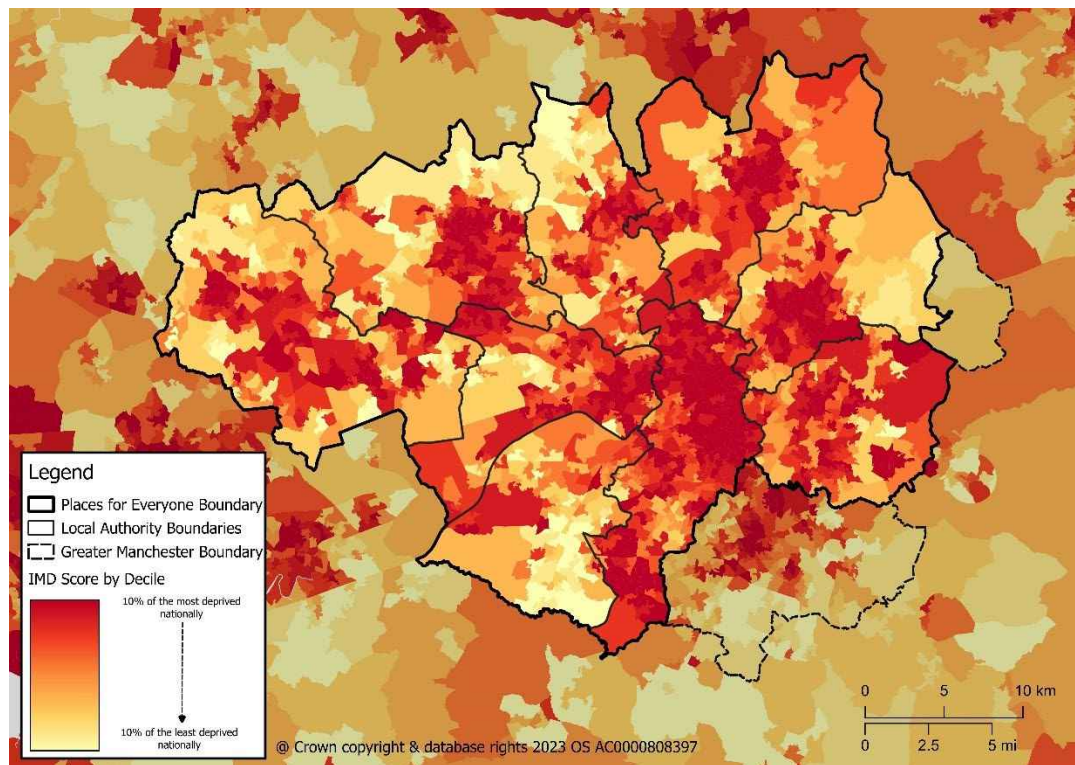 Legend
Places for Everyone Boundary
Local Authority Boundaries
Greater Manchester Boundary
IMD Score by Decile
10% of the most deprived
nationally
10% of the least deprived
nationally
@ Crown copyright & database rights 2023 OS AC0000808397
0 5 10 km
0 2.5 5 mi